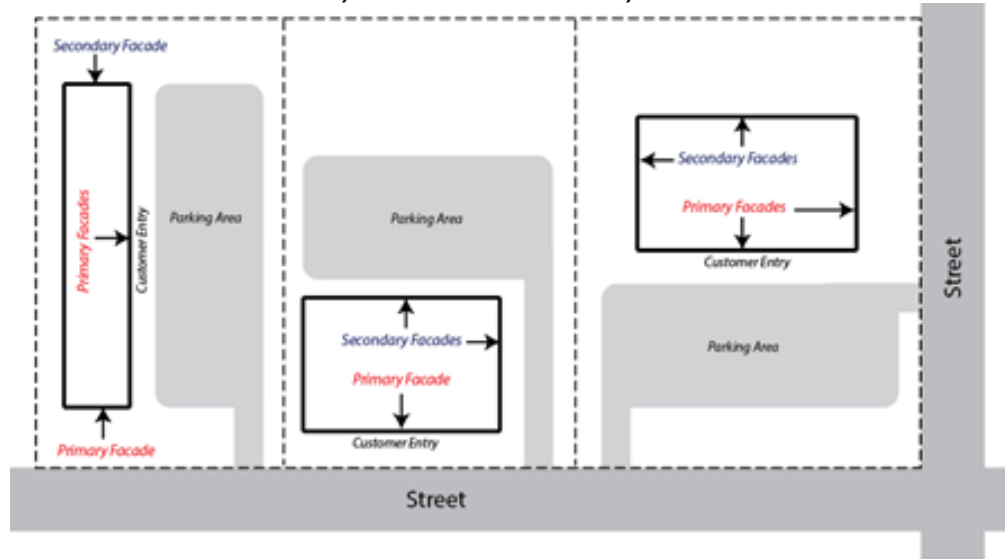 Secondary Facade
Primary Facades
Customer Entry
Parking Area
Primary Facade
Parking Area
Secondary Facades
Primary Facade
Customer Entry
Secondary Facades
Primary Facades
Customer Entry
Parking Area
Street
Street